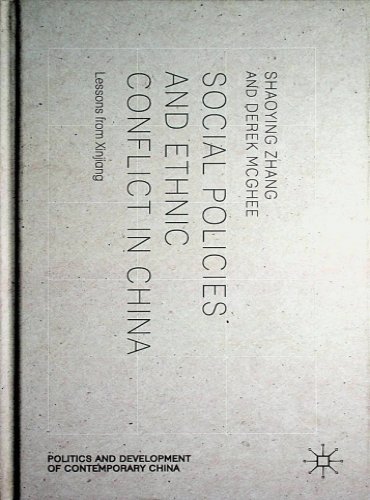 SHAOYING ZHANG
AND DEREK MCGHEE
SOCIAL POLICIES
AND ETHNIC
CONFLICT IN CHINA
Lessons from Xinjiang
POLITICS AND DEVELOPMENT
OF CONTEMPORARY CHINA